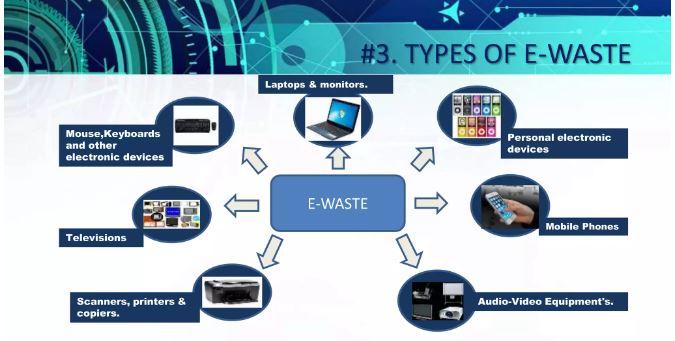 #3. TYPES OF E-WASTE
Laptops & monitors.
Mouse,Keyboards
and other
electronic devices
Personal electronic
devices
E-WASTE
Televisions
Mobile Phones
Scanners, printers &
copiers.
Audio-Video Equipment's.